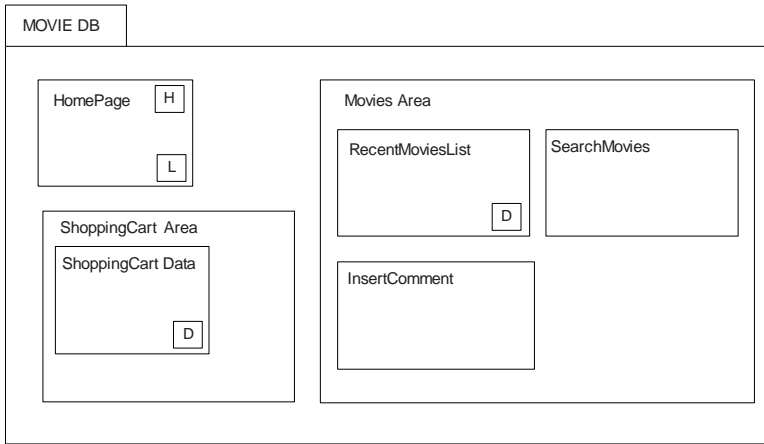 MOVIE DB
HomePage
H
L
ShoppingCart Area
ShoppingCart Data
D
Movies Area
RecentMoviesList
D
SearchMovies
InsertComment